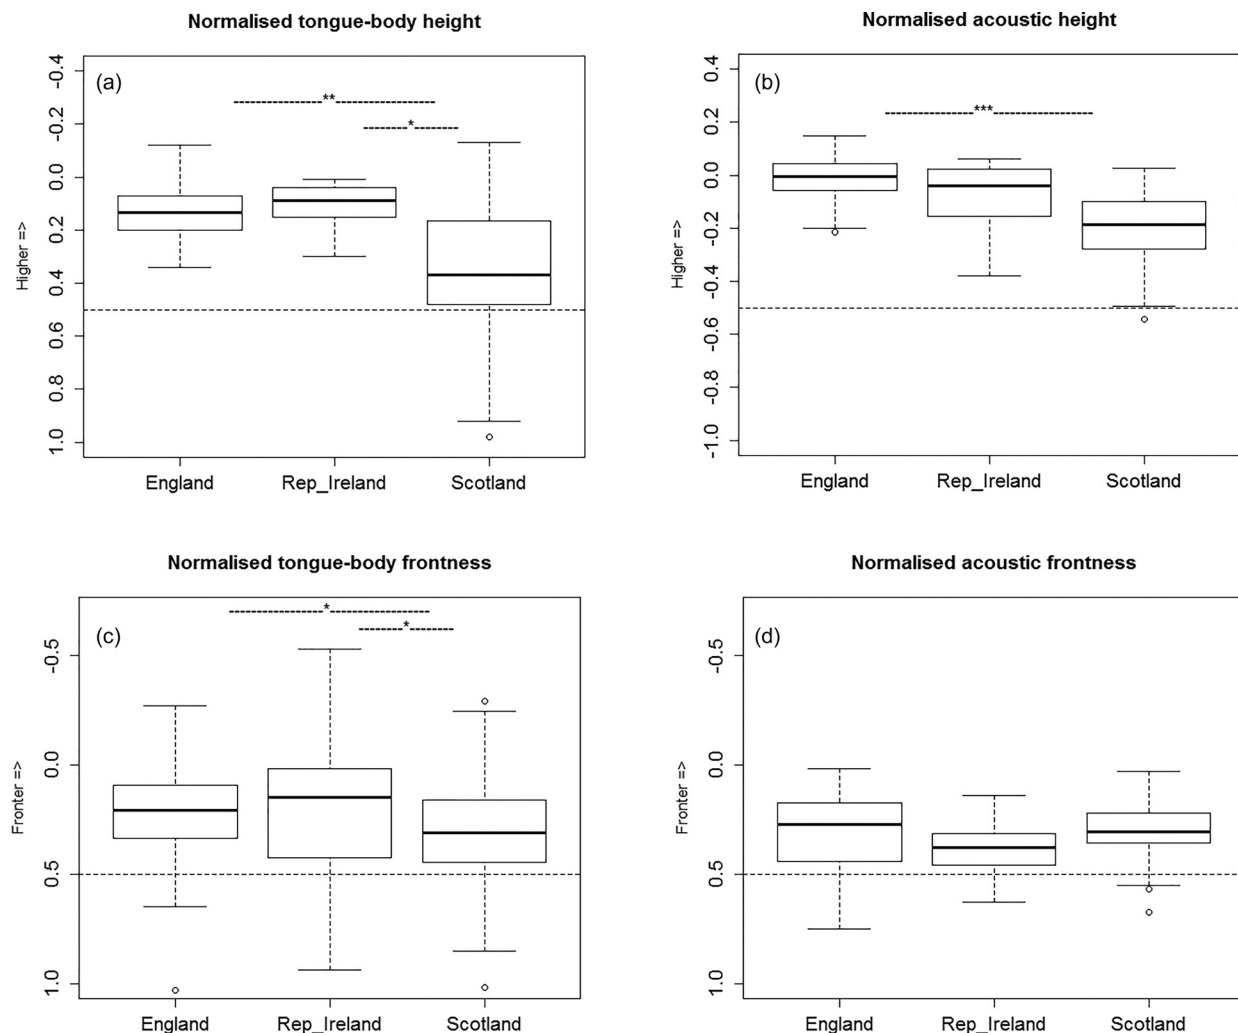 Normalised tongue-body height
(a)
**
*
Higher =>
-0.4
-0.2
0.0
0.2
0.4
0.6
0.8
1.0
England Rep_Ireland Scotland
Normalised acoustic height
(b)
***
Higher =>
0.4
0.2
0.0
-0.2
-0.4
-0.6
-0.8
-1.0
England Rep_Ireland Scotland
Normalised tongue-body frontness
(c)
*
*
Fronter =>
-0.5
0.0
0.5
1.0
England Rep_Ireland Scotland
Normalised acoustic frontness
(d)
Fronter =>
-0.5
0.0
0.5
1.0
England Rep_Ireland Scotland